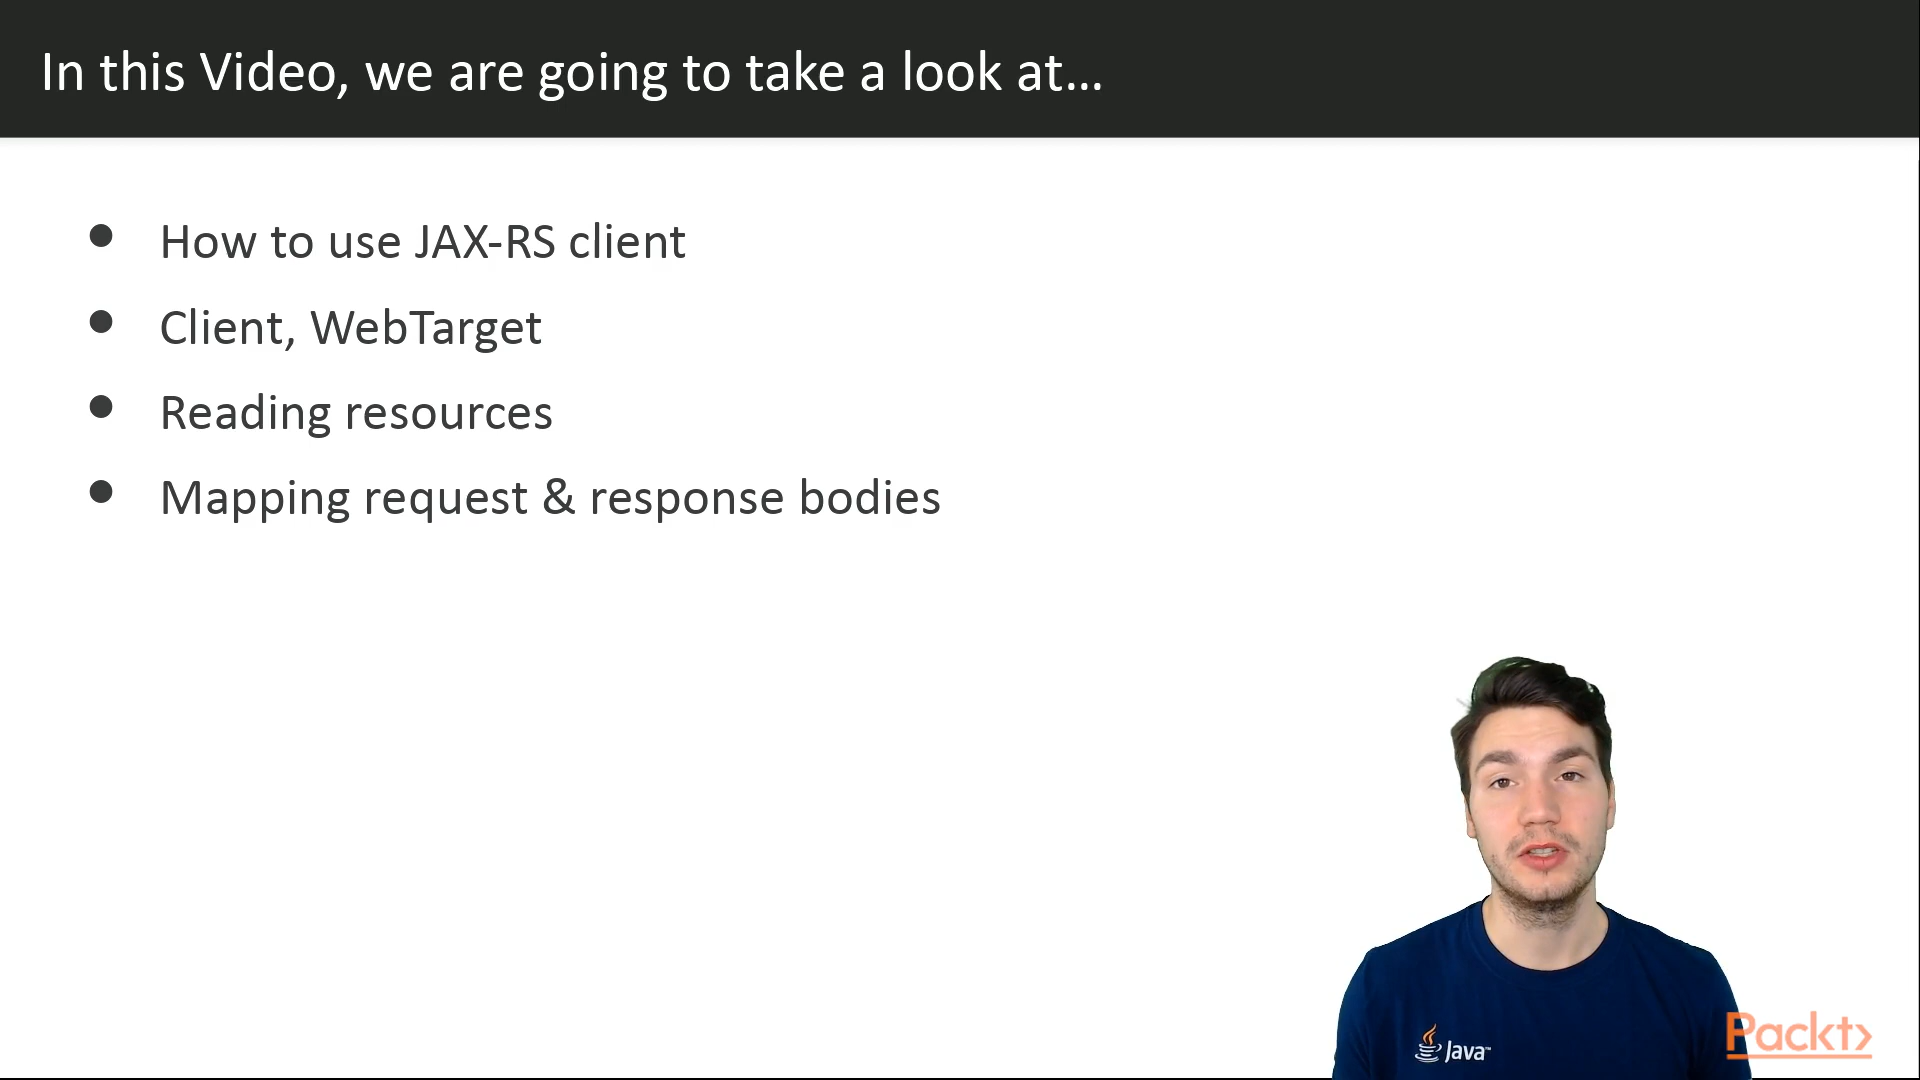 In this Video, we are going to take a look at...
How to use JAX-RS client
Client, WebTarget
Reading resources
Mapping request & response bodies
Java™
Packt>